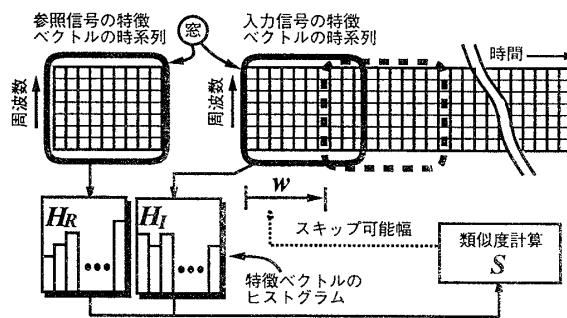 参照信号の特徴
ベクトルの時系列
窓
入力信号の特徴
ベクトルの時系列
時間
周波数
周波数
w
HR
HI
スキップ可能幅
特徴ベクトルの
ヒストグラム
類似度計算
S